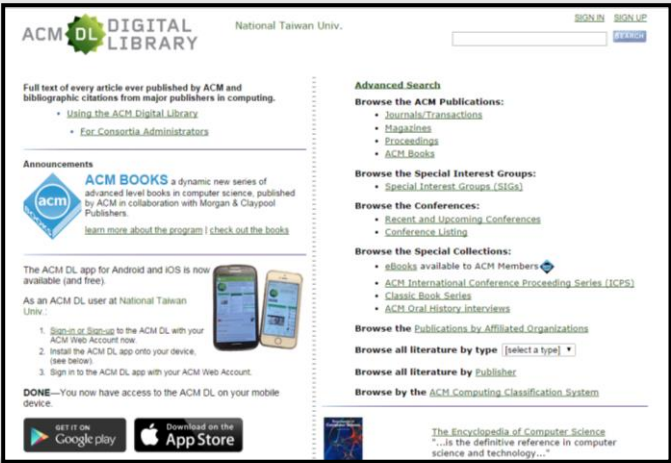 ACM DL DIGITAL LIBRARY
National Taiwan Univ.
SIGN IN SIGN UP
SEARCH
Full text of every article ever published by ACM and
bibliographic citations from major publishers in computing.
• Using the ACM Digital Library
• For Consortia Administrators
Announcements
acm
BOOKS
ACM BOOKS a dynamic new series of
advanced level books in computer science, published
by ACM in collaboration with Morgan & Claypool
Publishers.
learn more about the program | check out the books
The ACM DL app for Android and iOS is now
available (and free).
As an ACM DL user at National Taiwan
Univ.:
1. Sign-in or Sign-up to the ACM DL with your
ACM Web Account now.
2. Install the ACM DL app onto your device,
(see below).
3. Sign in to the ACM DL app with your ACM Web Account.
DONE—You now have access to the ACM DL on your mobile
device.
GET IT ON
Google play
Download on the
App Store
Advanced Search
Browse the ACM Publications:
• Journals/Transactions
• Magazines
• Proceedings
• ACM Books
Browse the Special Interest Groups:
• Special Interest Groups (SIGs)
Browse the Conferences:
• Recent and Upcoming Conferences
• Conference Listing
Browse the Special Collections:
• eBooks available to ACM Members
• ACM International Conference Proceeding Series (ICPS)
• Classic Book Series
• ACM Oral History interviews
Browse the Publications by Affiliated Organizations
Browse all literature by type [select a type]
Browse all literature by Publisher
Browse by the ACM Computing Classification System
The Encyclopedia of Computer Science
"...is the definitive reference in computer
science and technology..."